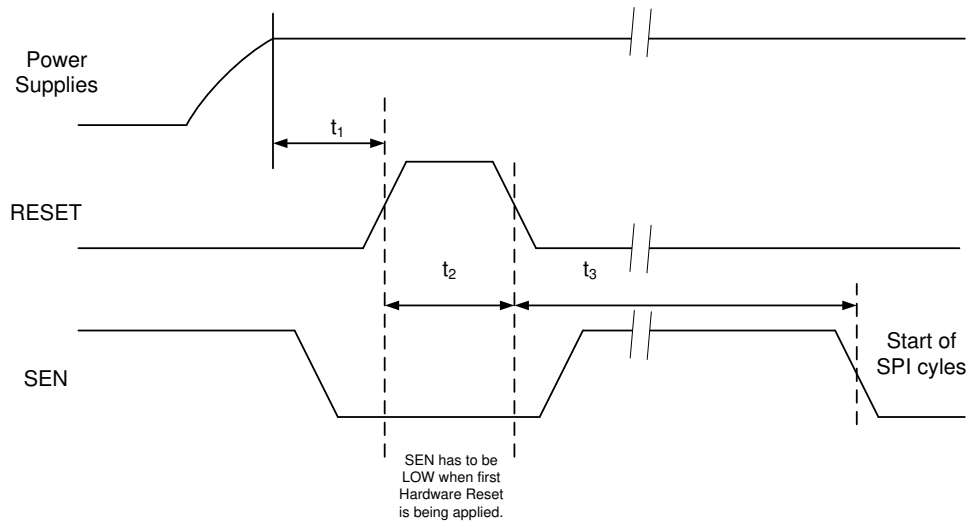 Power
Supplies
t₁
RESET
t₂
t₃
SEN
Start of
SPI cyles
SEN has to be
LOW when first
Hardware Reset
is being applied.